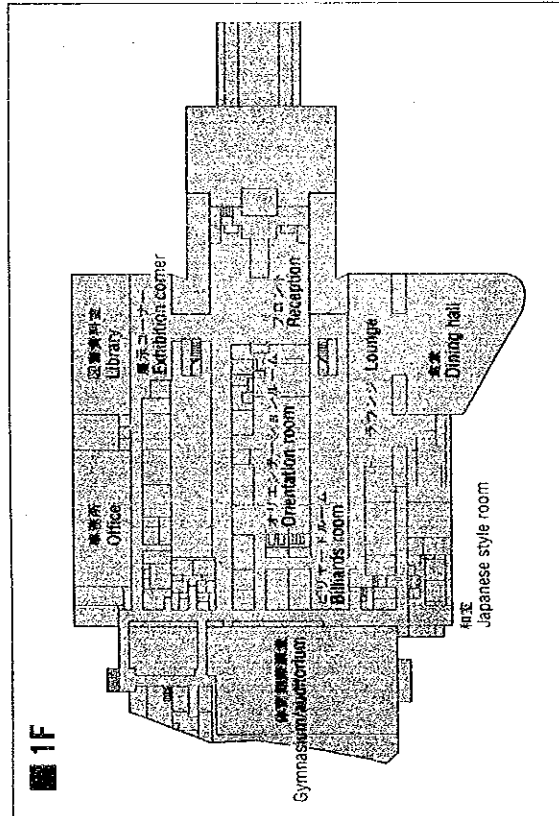 ■ 1F
事務所
Office
図書資料室
Library
展示コーナー
Exhibition corner
フロント
Reception
オリエンテーションルーム
Orientation room
ビリヤードルーム
Billiards room
ラウンジ Lounge
食堂
Dining hall
和室
Japanese style room
Gymnasium/auditorium